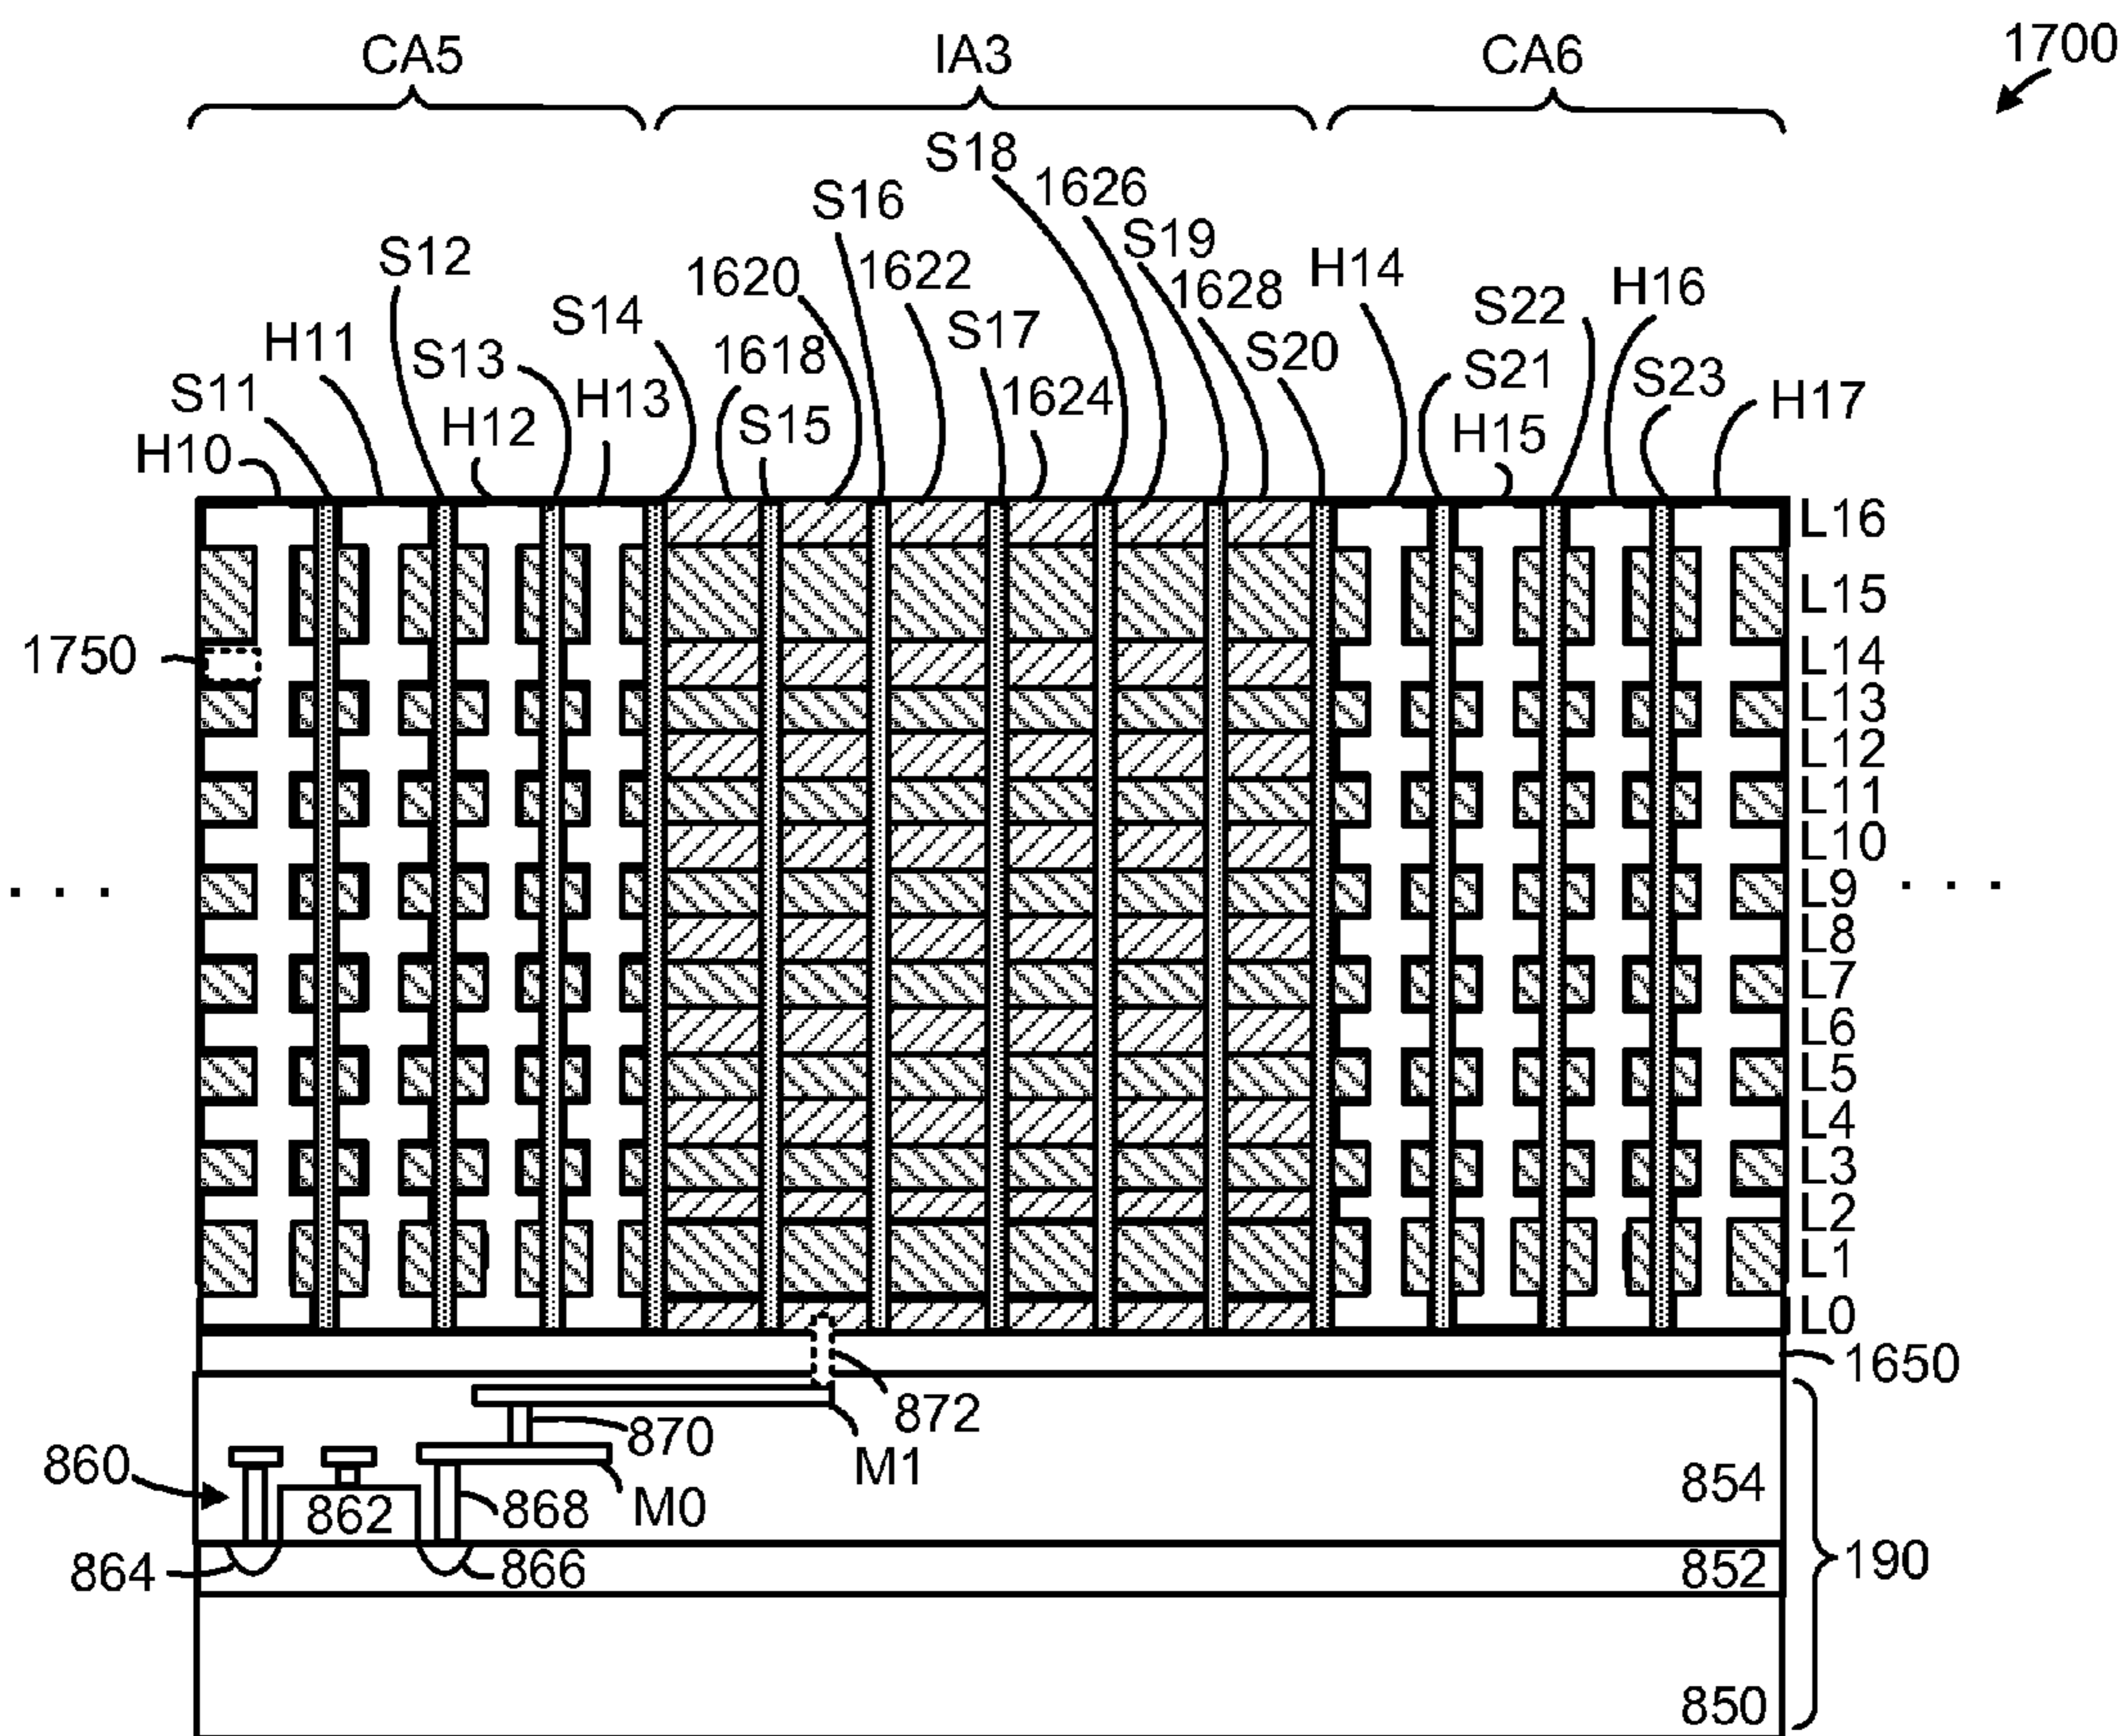 CA5 IA3 CA6 1700
S18
1626
S16
S19
S12
1620
1622
H14
1628
H16
S22
S14
S17
S20
H11
S13
1618
S21
S23
S11
H13
1624
H17
H12
S15
H15
H10
L16
L15
1750
L14
L13
L12
L11
L10
. . .
L9
. . .
L8
L7
L6
L5
L4
L3
L2
L1
L0
1650
872
870
M1
860
862
868
M0
854
864
866
852
190
850